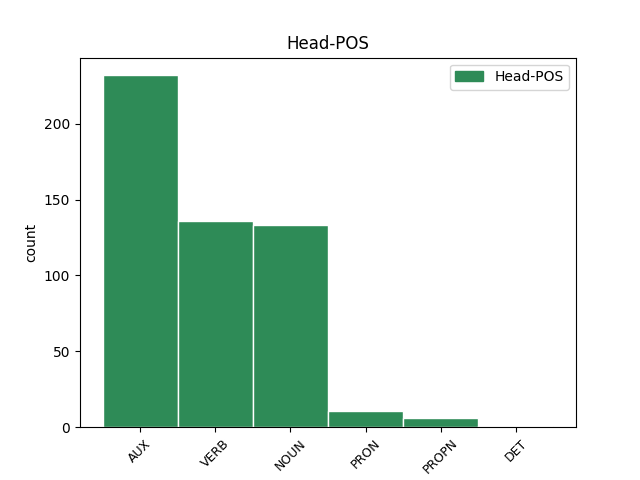 Head-POS
Head-POS
200
150
100
50
0
count
AUX
VERB
NOUN
PRON
PROPN
DET